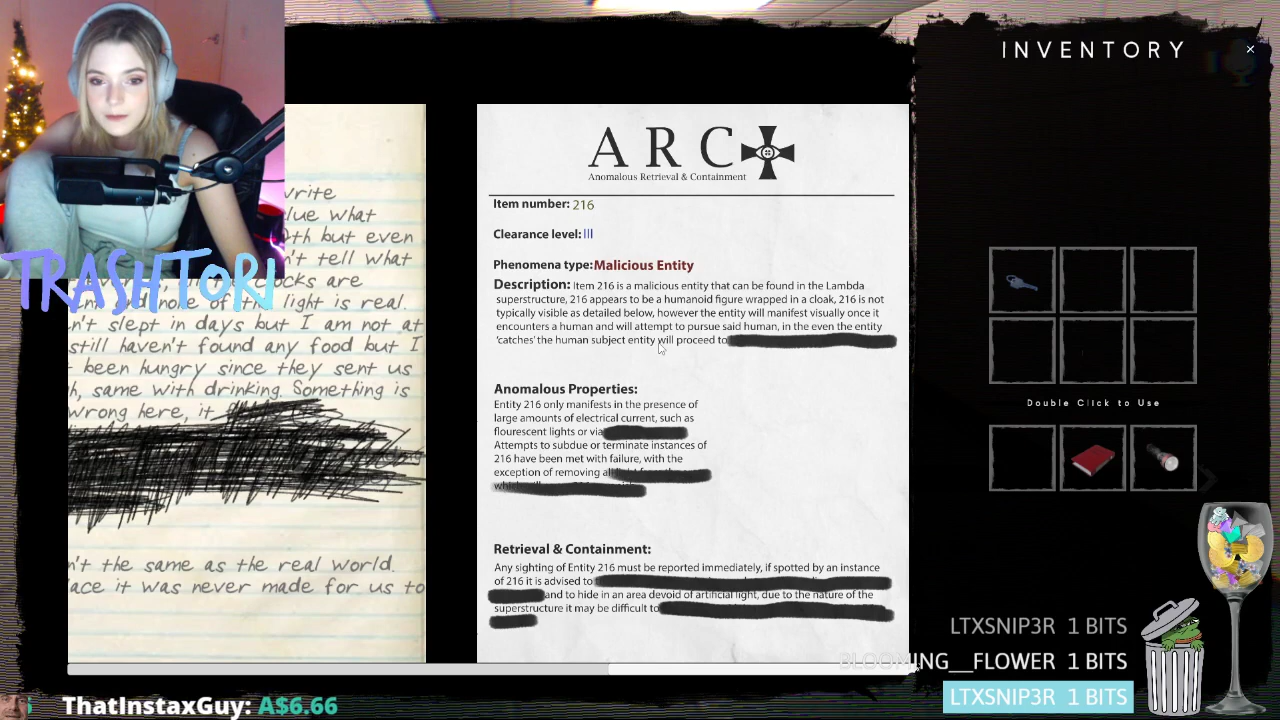 INVENTORY
write
lue what
th but even
n't tell what
ocks are
light is real.
n't slept in days but I am not at
still haven't found any food but I
been hungry since they sent us
h, same with drinking. Something is
wrong here, it
n't the same as the real world.
ace it was never made for us to
TRASHTORI
ARC
Anomalous Retrieval & Containment
Item number: 216
Clearance level: III
Phenomena type: Malicious Entity
Description: Item 216 is a malicious entity that can be found in the Lambda
superstructure, 216 appears to be a humanoid figure wrapped in a cloak, 216 is not
typically visible as detailed below, however the entity will manifest visually once it
encounters a human and will attempt to pursue said human, in the even the entity
'catches' the human subject entity will proceed to
Anomalous Properties:
Entity 216 only manifests in the presence of
large amounts of electrical current, such as
flourescent lights or via
Attempts to subdue or terminate instances of
216 have been met with failure, with the
exception of removing all
Retrieval & Containment:
Any sighting of Entity 216 must be reported immediately, if spotted by an instance
of 216 it is advised to
and to hide in an area devoid of artificial light, due to the nature of the
superstructure it may be difficult to
Double Click to Use
LTXSNIP3R 1 BITS
BLOOMING__FLOWER 1 BITS
LTXSNIP3R 1 BITS
ThatInstaxGuy: A$6.66